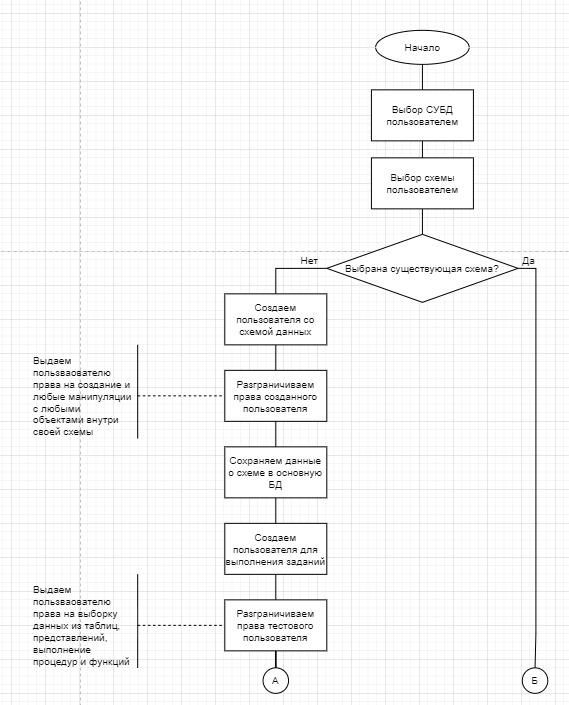 Начало
Выбор СУБД
пользователем
Выбор схемы
пользователем
Выбрана существующая схема?
Нет
Да
Создаем
пользователя со
схемой данных
Выдаем
пользваователю
права на создание и
любые манипуляции
с любыми
объектами внутри
своей схемы
Разграничиваем
права созданного
пользователя
Сохраняем данные
о схеме в основную
БД
Создаем
пользователя для
выполнения заданий
Выдаем
пользваователю
права на выборку
данных из таблиц,
представлений,
выполнение
процедур и функций
Разграничиваем
права тестового
пользователя
А
Б